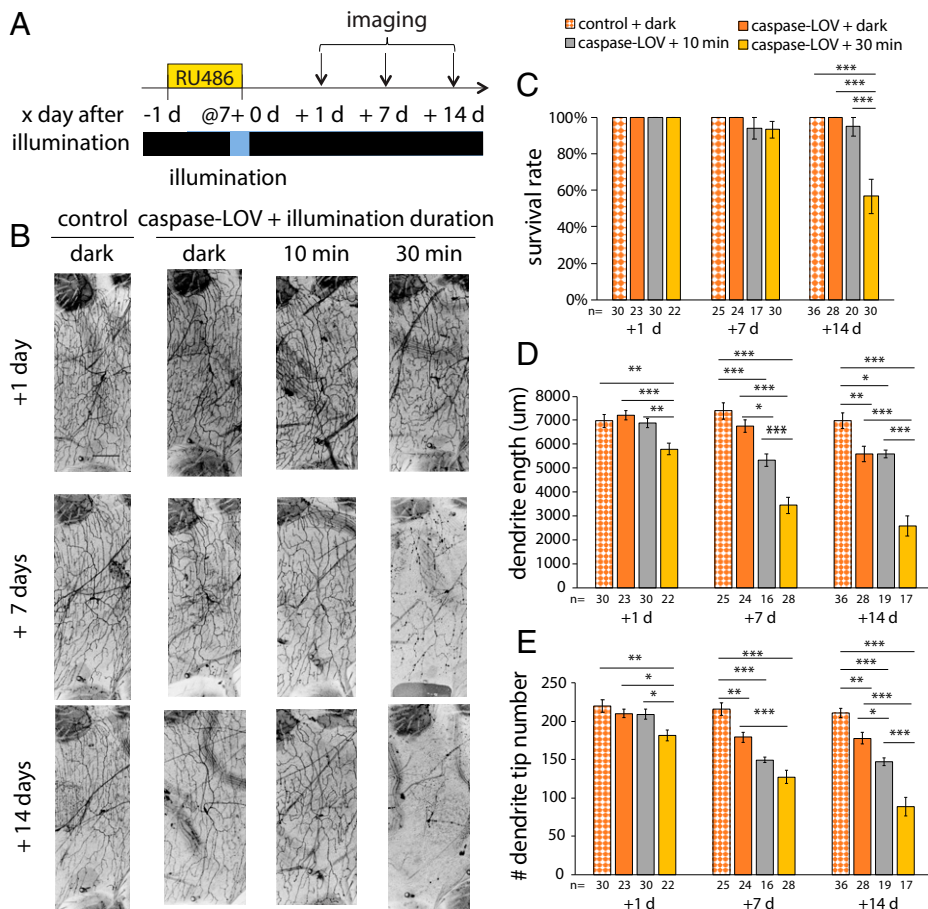 A
imaging
RU486
x day after -1 d @7+ 0 d + 1 d + 7 d + 14 d
illumination
illumination
B
control caspase-LOV + illumination duration
dark dark 10 min 30 min
+1 day
+ 7 days
+ 14 days
control + dark caspase-LOV + dark
caspase-LOV + 10 min caspase-LOV + 30 min
C
***
***
***
survival rate
100%
80%
60%
40%
20%
0%
n= 30 23 30 22 25 24 17 30 36 28 20 30
+1 d +7 d +14 d
D
** *** ***
*** *** *
** *** **
* ***
*** ***
dendrite ength (um)
8000
7000
6000
5000
4000
3000
2000
1000
0
n= 30 23 30 22 25 24 16 28 36 28 19 17
+1 d +7 d +14 d
E
** *** ***
* *** ***
* ** **
*** ***
*
***
# dendrite tip number
250
200
150
100
50
0
n= 30 23 30 22 25 24 16 28 36 28 19 17
+1 d +7 d +14 d